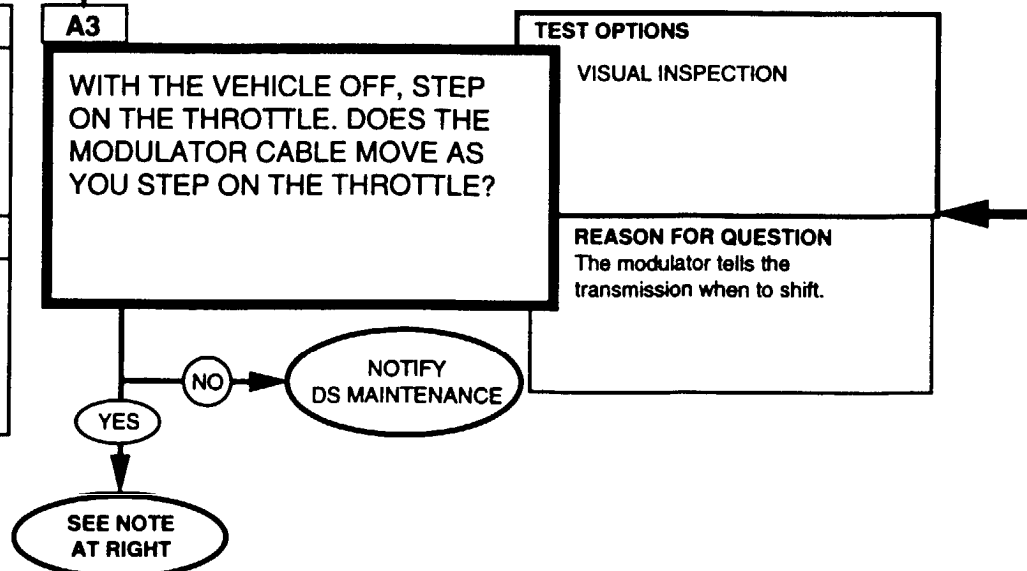 A3
WITH THE VEHICLE OFF, STEP
ON THE THROTTLE. DOES THE
MODULATOR CABLE MOVE AS
YOU STEP ON THE THROTTLE?
TEST OPTIONS
VISUAL INSPECTION
REASON FOR QUESTION
The modulator tells the
transmission when to shift.
NO
NOTIFY
DS MAINTENANCE
YES
SEE NOTE
AT RIGHT